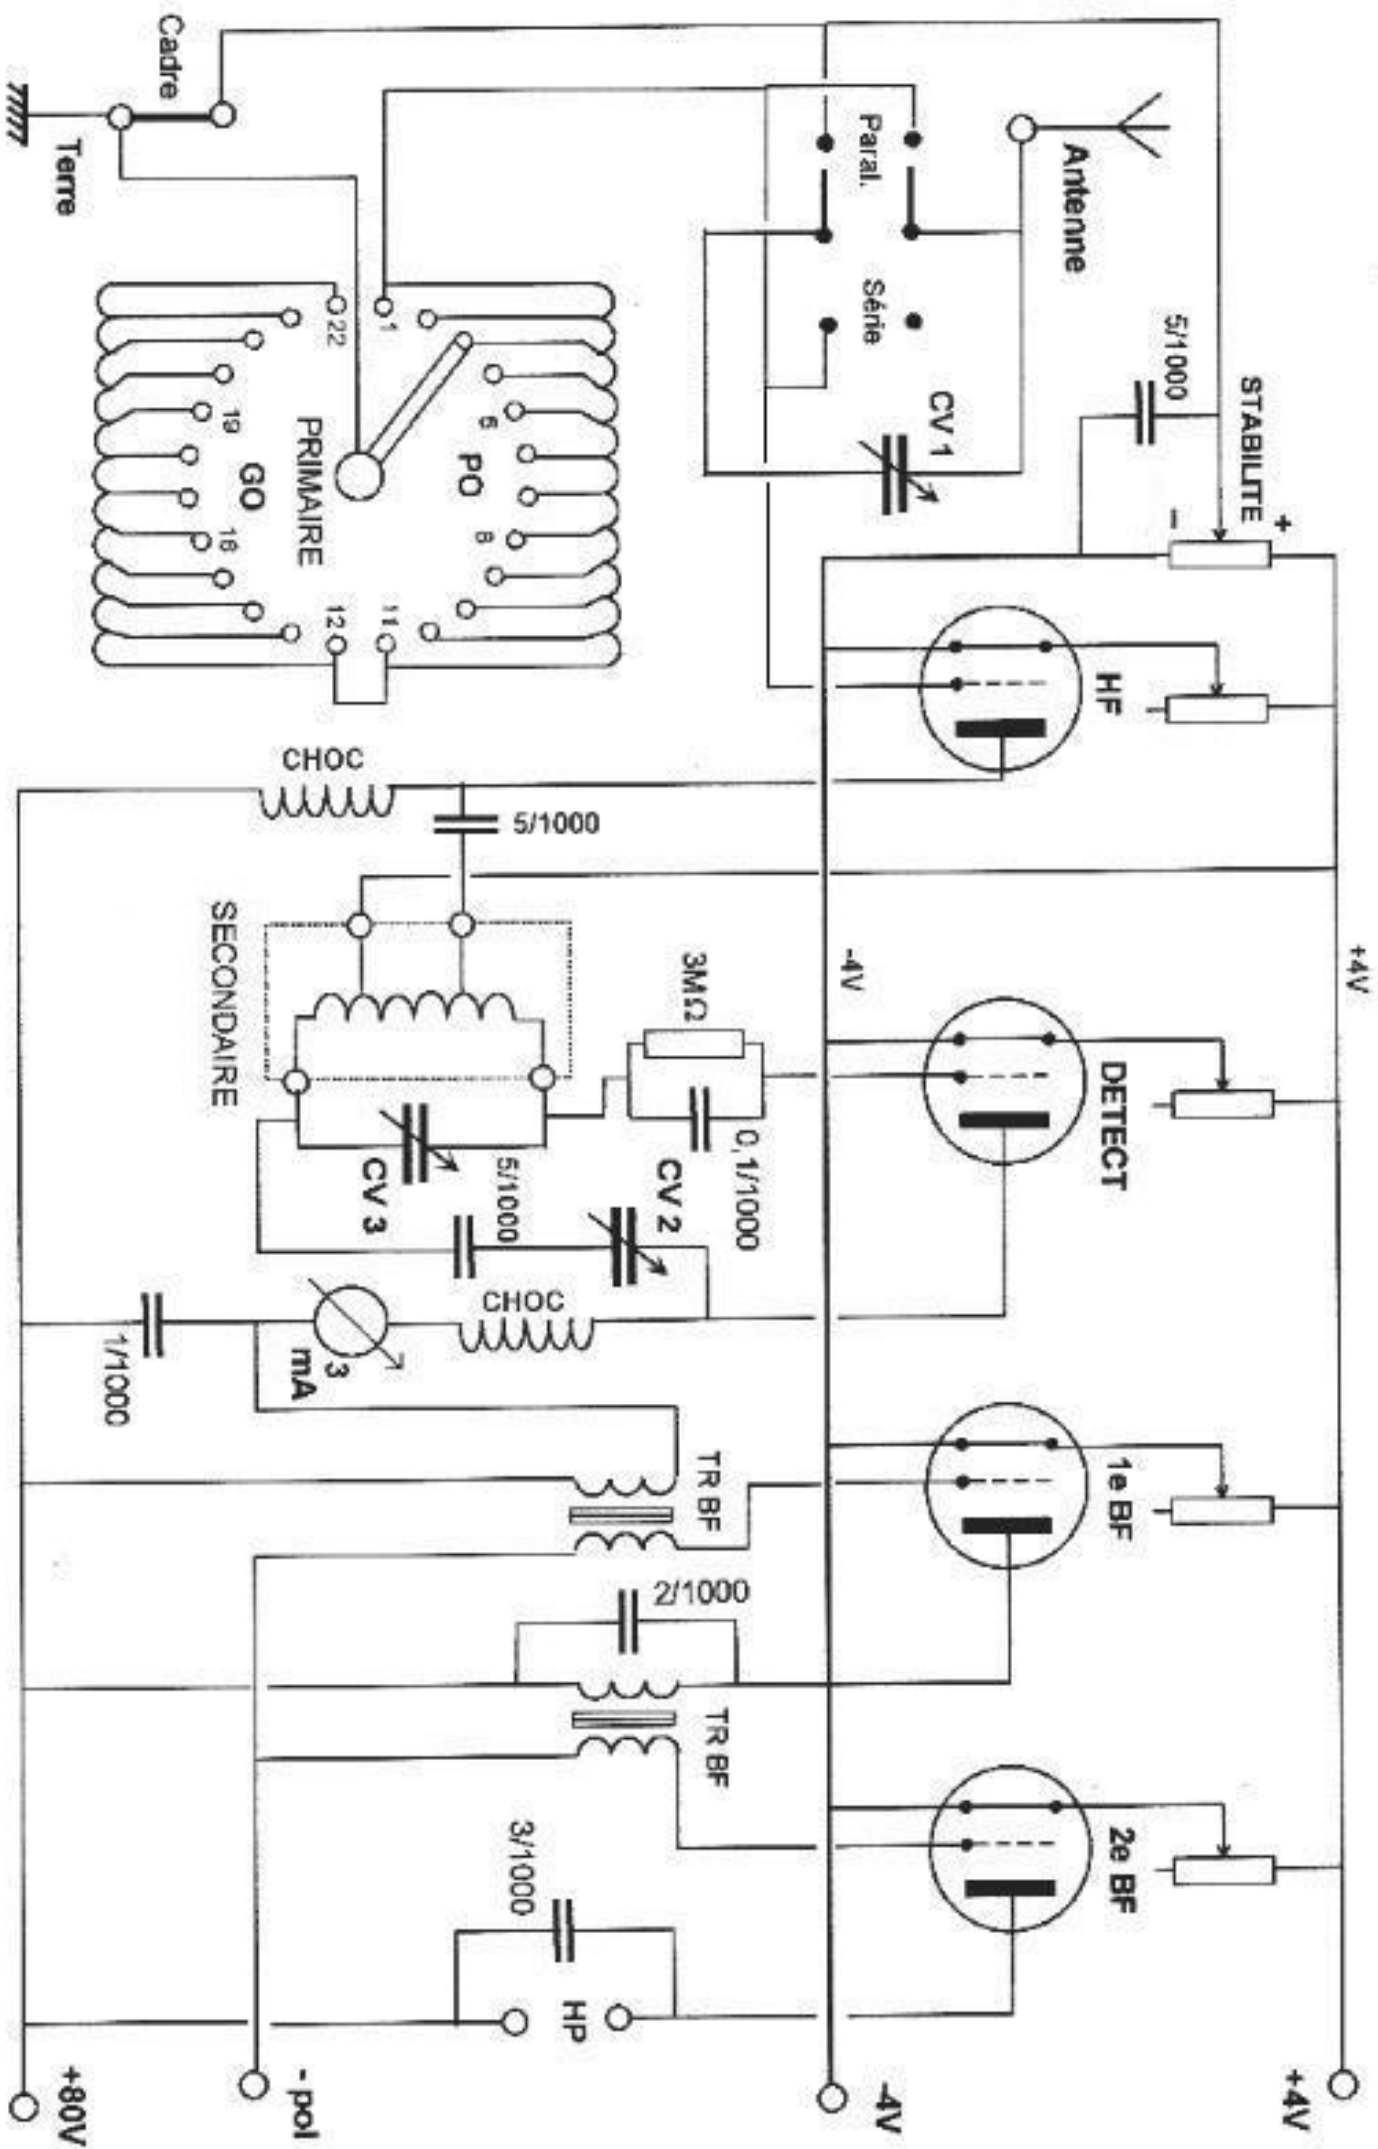 Cadre
Terre
Antenne
Paral.
Série
CV 1
5/1000
STABILITE
+
-
PRIMAIRE
PO
GO
1
5
8
11
12
16
19
22
HF
CHOC
5/1000
SECONDAIRE
+4V
-4V
DETECT
3MΩ
0,1/1000
CV 2
CV 3
5/1000
CHOC
3
mA
1/1000
1e BF
TR BF
2/1000
TR BF
2e BF
3/1000
HP
+4V
-4V
- pol
+80V